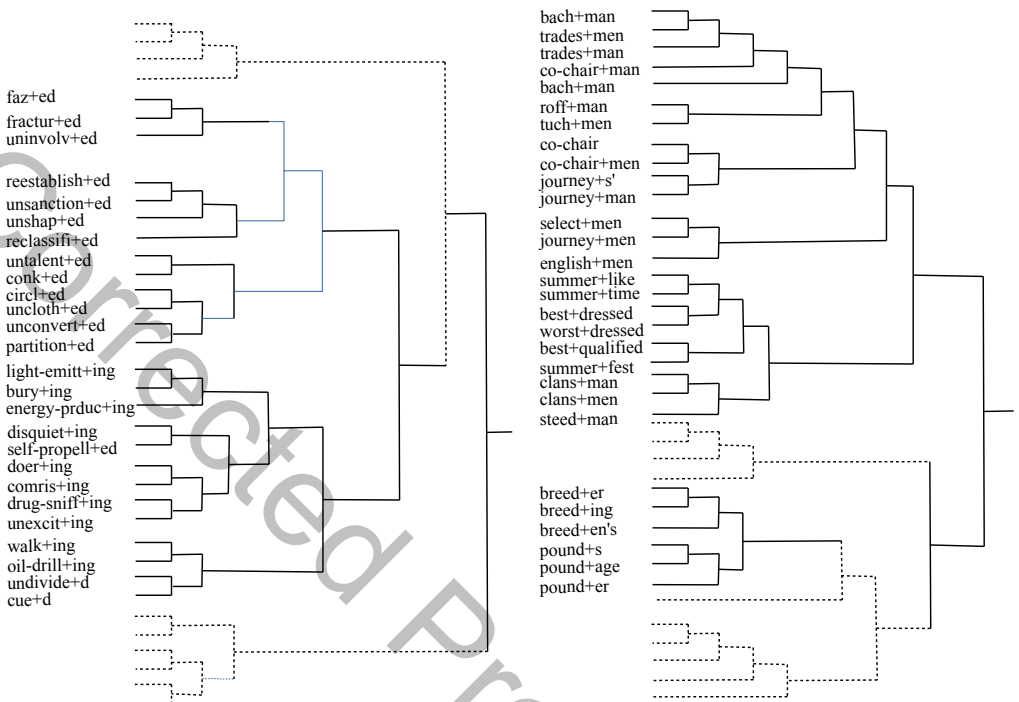 faz+ed
fractur+ed
uninvolv+ed
reestablish+ed
unsanction+ed
unshap+ed
reclassifi+ed
untalent+ed
conk+ed
circl+ed
uncloth+ed
unconvert+ed
partition+ed
light-emitt+ing
bury+ing
energy-prduc+ing
disquiet+ing
self-propell+ed
doer+ing
comris+ing
drug-sniff+ing
unexcit+ing
walk+ing
oil-drill+ing
undivide+d
cue+d
bach+man
trades+men
trades+man
co-chair+man
bach+man
roff+man
tuch+men
co-chair
co-chair+men
journey+s'
journey+man
select+men
journey+men
english+men
summer+like
summer+time
best+dressed
worst+dressed
best+qualified
summer+fest
clans+man
clans+men
steed+man
breed+er
breed+ing
breed+en's
pound+s
pound+age
pound+er
Corrected Pr